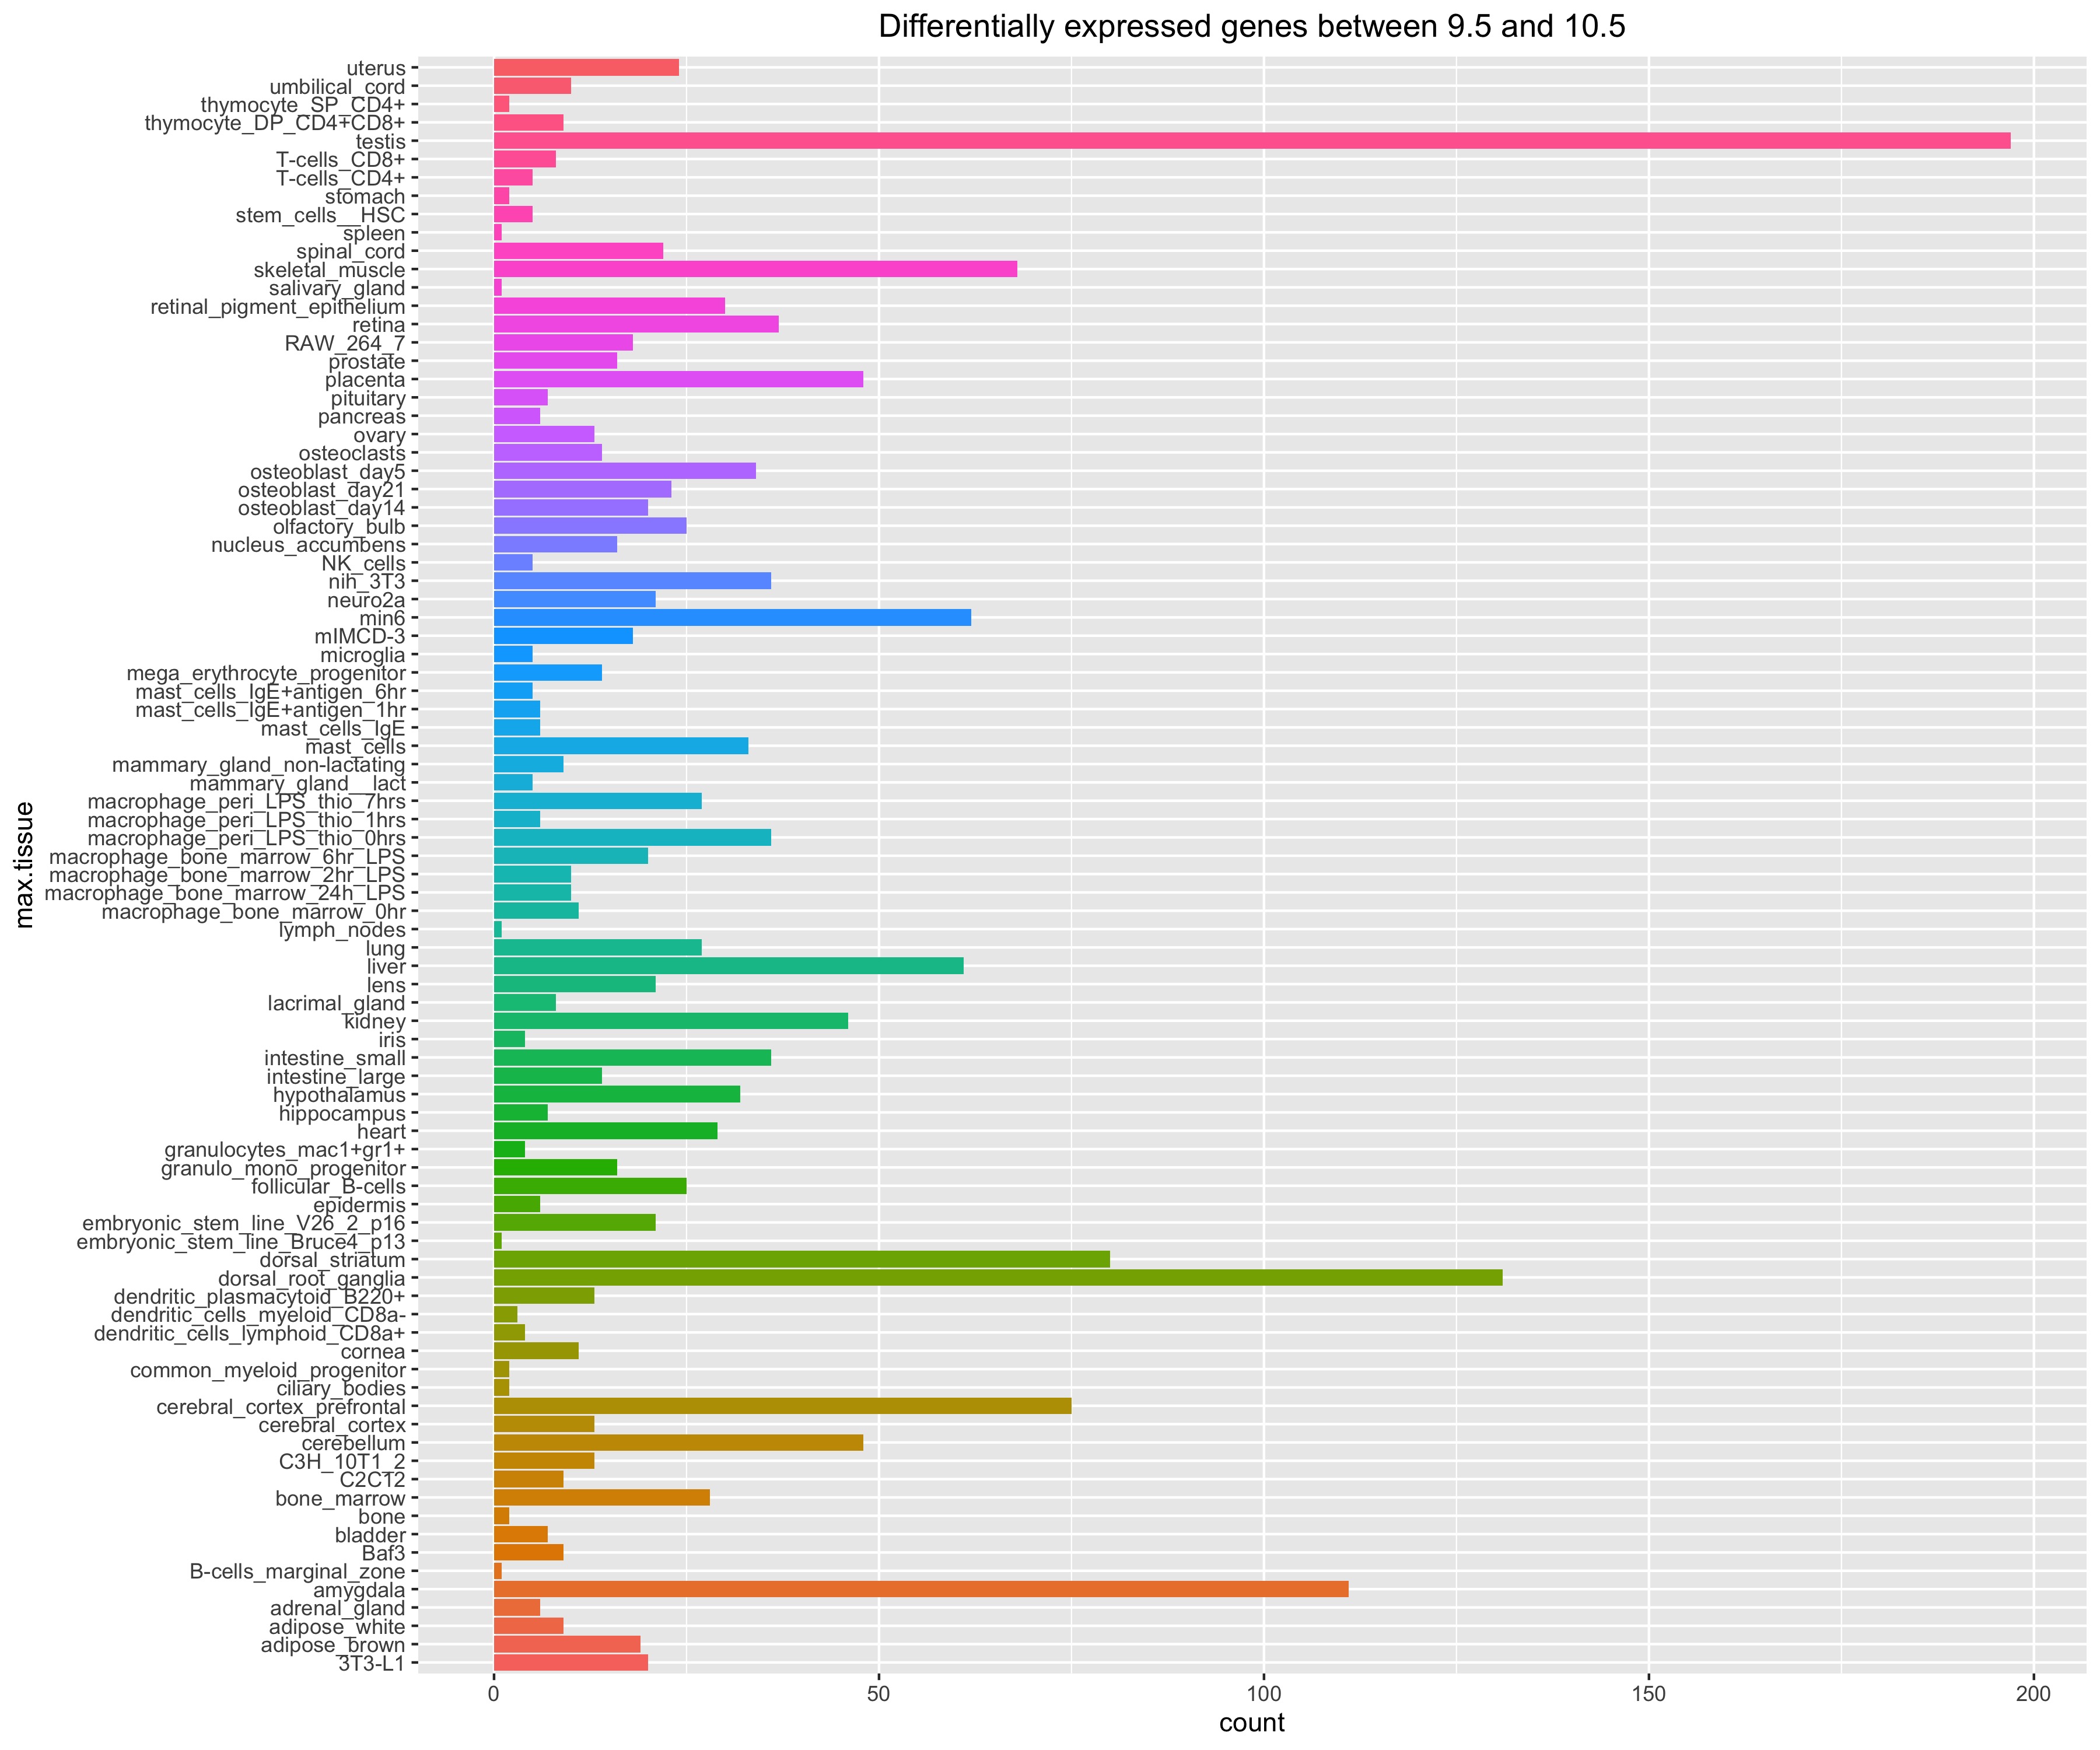 Differentially expressed genes between 9.5 and 10.5
uterus
umbilical_cord
thymocyte_SP_CD4+
thymocyte_DP_CD4+CD8+
testis
T-cells_CD8+
T-cells_CD4+
stomach
stem_cells__HSC
spleen
spinal_cord
skeletal_muscle
salivary_gland
retinal_pigment_epithelium
retina
RAW_264_7
prostate
placenta
pituitary
pancreas
ovary
osteoclasts
osteoblast_day5
osteoblast_day21
osteoblast_day14
olfactory_bulb
nucleus_accumbens
NK_cells
nih_3T3
neuro2a
min6
mIMCD-3
microglia
mega_erythrocyte_progenitor
mast_cells_IgE+antigen_6hr
mast_cells_IgE+antigen_1hr
mast_cells_IgE
mast_cells
mammary_gland_non-lactating
mammary_gland__lact
macrophage_peri_LPS_thio_7hrs
macrophage_peri_LPS_thio_1hrs
macrophage_peri_LPS_thio_0hrs
macrophage_bone_marrow_6hr_LPS
macrophage_bone_marrow_2hr_LPS
macrophage_bone_marrow_24h_LPS
macrophage_bone_marrow_0hr
lymph_nodes
lung
liver
lens
lacrimal_gland
kidney
iris
intestine_small
intestine_large
hypothalamus
hippocampus
heart
granulocytes_mac1+gr1+
granulo_mono_progenitor
follicular_B-cells
epidermis
embryonic_stem_line_V26_2_p16
embryonic_stem_line_Bruce4_p13
dorsal_striatum
dorsal_root_ganglia
dendritic_plasmacytoid_B220+
dendritic_cells_myeloid_CD8a-
dendritic_cells_lymphoid_CD8a+
cornea
common_myeloid_progenitor
ciliary_bodies
cerebral_cortex_prefrontal
cerebral_cortex
cerebellum
C3H_10T1_2
C2C12
bone_marrow
bone
bladder
Baf3
B-cells_marginal_zone
amygdala
adrenal_gland
adipose_white
adipose_brown
3T3-L1
max.tissue
0 50 100 150 200
count